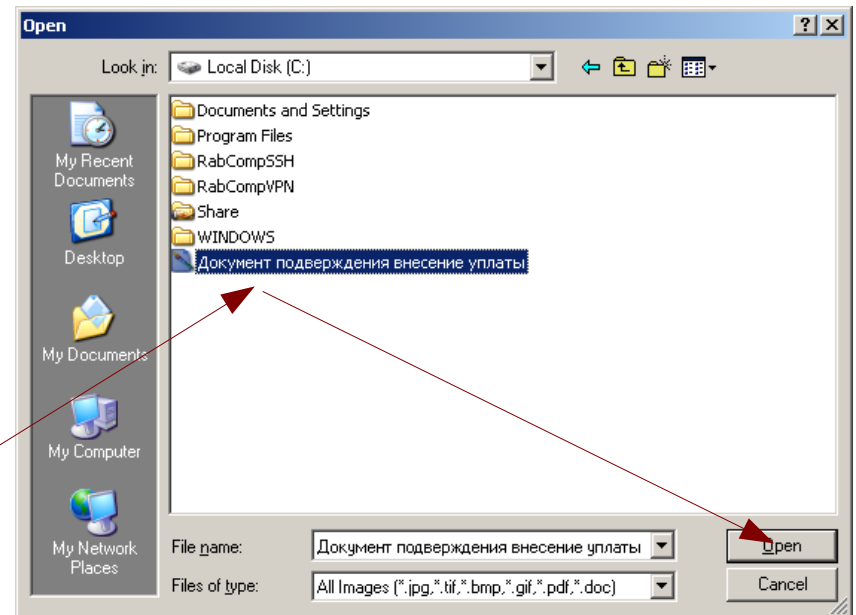 Open
Look in:
Local Disk (C:)
My Recent
Documents
Desktop
My Documents
My Computer
My Network
Places
Documents and Settings
Program Files
RabCompSSH
RabCompVPN
Share
WINDOWS
Документ подверждения внесение уплаты
File name:
Документ подверждения внесение уплаты
Open
Files of type:
All Images (*.jpg,*.tif,*.bmp,*.gif,*.pdf,*.doc)
Cancel